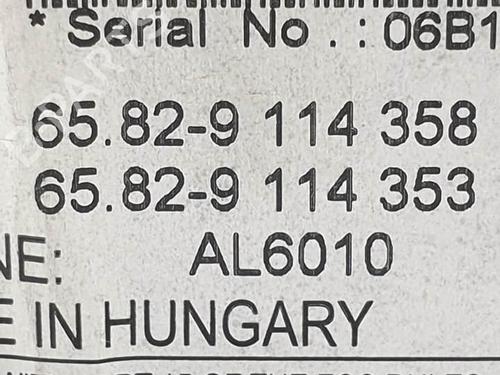 * Serial No.: 06B1
65.82-9 114 358
65.82-9 114 353
NE: AL6010
E IN HUNGARY